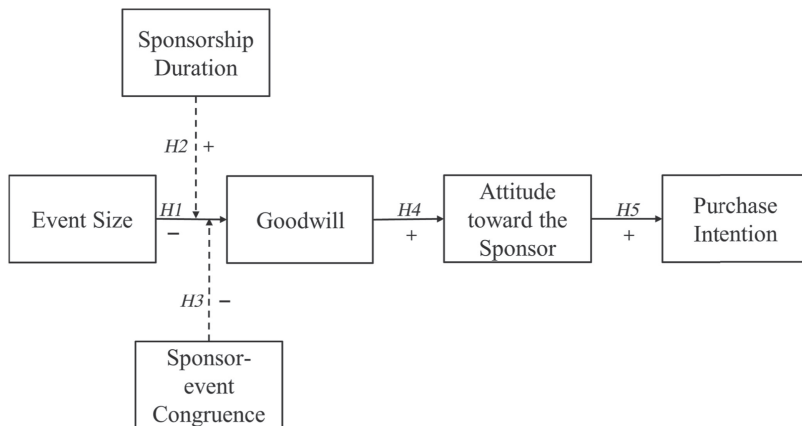 Sponsorship
Duration
H2 +
Event Size
H1
−
Goodwill
H4
+
Attitude
toward the
Sponsor
H5
+
Purchase
Intention
H3 −
Sponsor-
event
Congruence